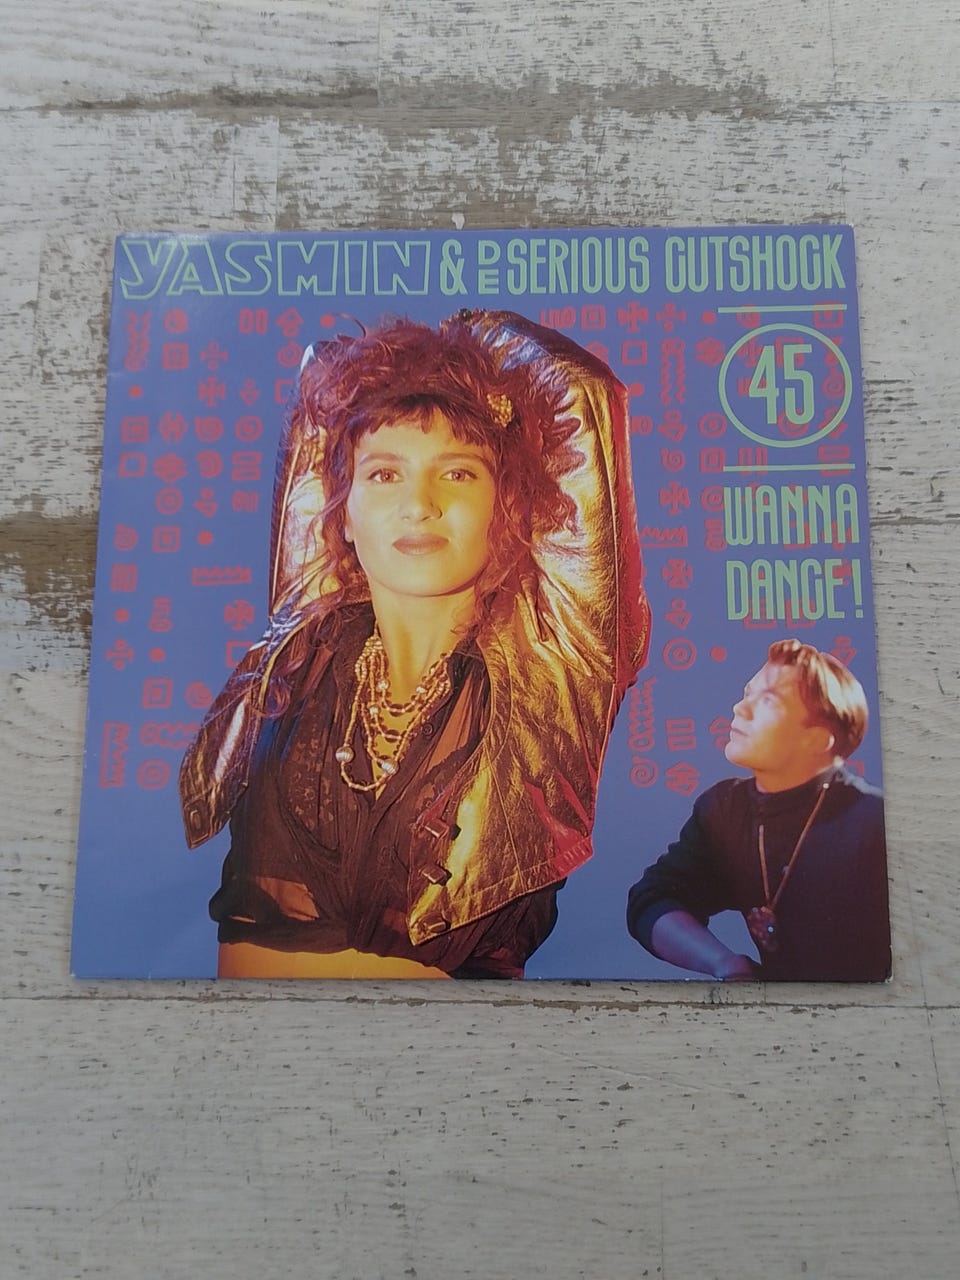 YASMIN & DE SERIOUS CUTSHOCK
45
WANNA
DANCE!